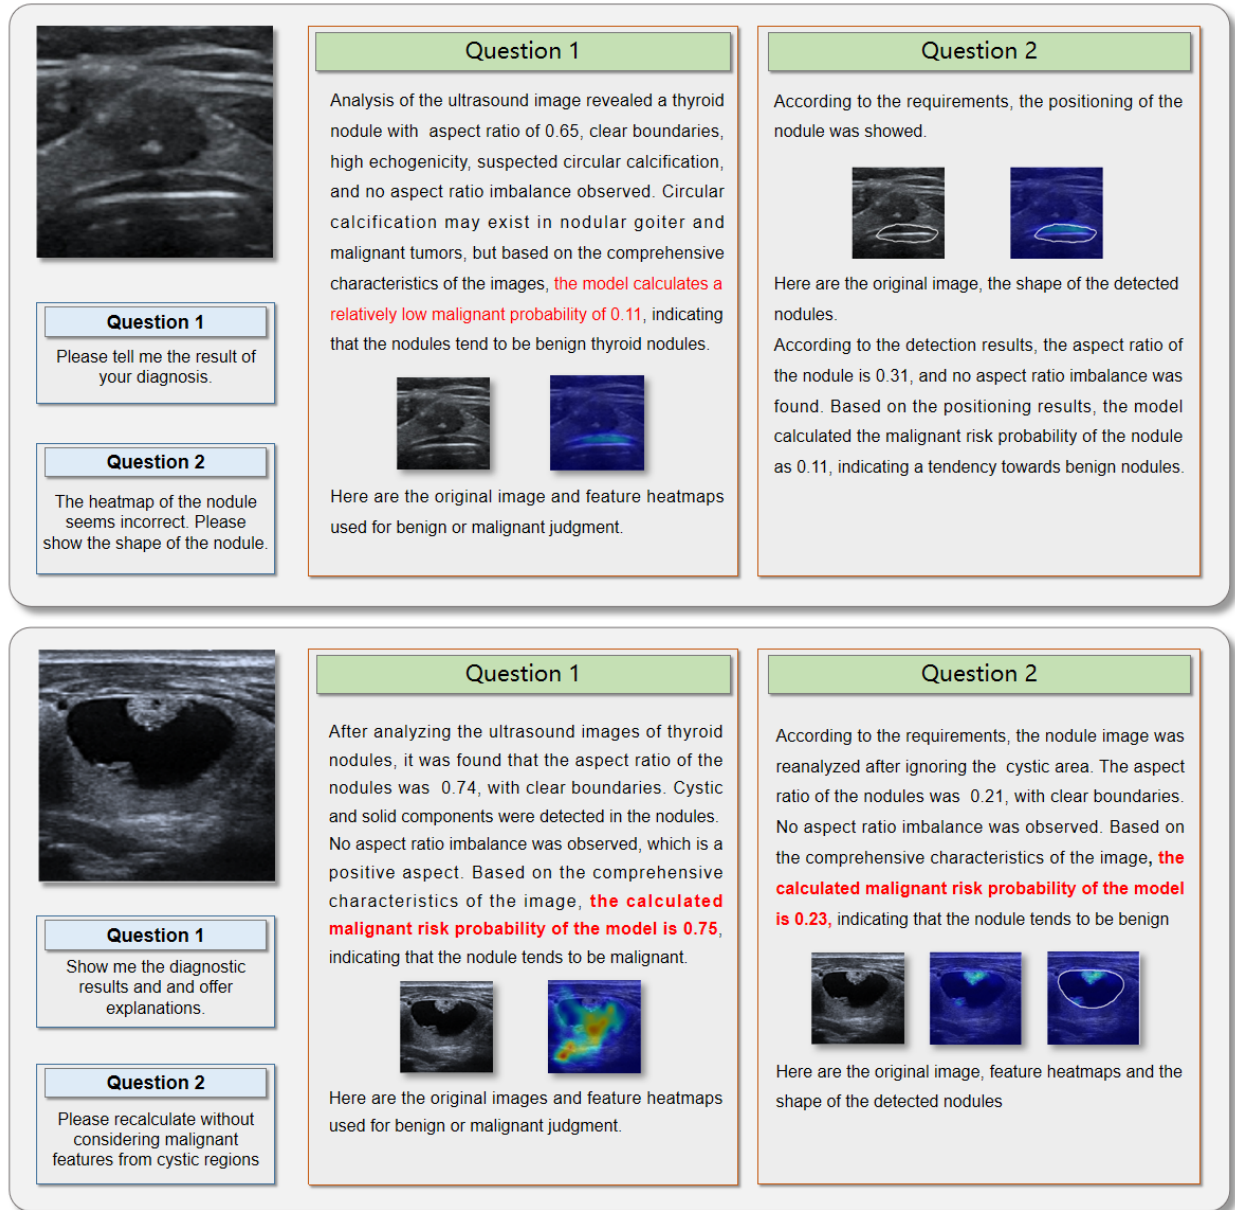 Question 1
Please tell me the result of
your diagnosis.
Question 2
The heatmap of the nodule
seems incorrect. Please
show the shape of the nodule.
Question 1
Analysis of the ultrasound image revealed a thyroid
nodule with aspect ratio of 0.65, clear boundaries,
high echogenicity, suspected circular calcification,
and no aspect ratio imbalance observed. Circular
calcification may exist in nodular goiter and
malignant tumors, but based on the comprehensive
characteristics of the images, the model calculates a
relatively low malignant probability of 0.11, indicating
that the nodules tend to be benign thyroid nodules.
Here are the original image and feature heatmaps
used for benign or malignant judgment.
Question 2
According to the requirements, the positioning of the
nodule was showed.
Here are the original image, the shape of the detected
nodules.
According to the detection results, the aspect ratio of
the nodule is 0.31, and no aspect ratio imbalance was
found. Based on the positioning results, the model
calculated the malignant risk probability of the nodule
as 0.11, indicating a tendency towards benign nodules.
Question 1
Show me the diagnostic
results and and offer
explanations.
Question 2
Please recalculate without
considering malignant
features from cystic regions
Question 1
After analyzing the ultrasound images of thyroid
nodules, it was found that the aspect ratio of the
nodules was 0.74, with clear boundaries. Cystic
and solid components were detected in the nodules.
No aspect ratio imbalance was observed, which is a
positive aspect. Based on the comprehensive
characteristics of the image, the calculated
malignant risk probability of the model is 0.75,
indicating that the nodule tends to be malignant.
Here are the original images and feature heatmaps
used for benign or malignant judgment.
Question 2
According to the requirements, the nodule image was
reanalyzed after ignoring the cystic area. The aspect
ratio of the nodules was 0.21, with clear boundaries.
No aspect ratio imbalance was observed. Based on
the comprehensive characteristics of the image, the
calculated malignant risk probability of the model
is 0.23, indicating that the nodule tends to be benign
Here are the original image, feature heatmaps and the
shape of the detected nodules